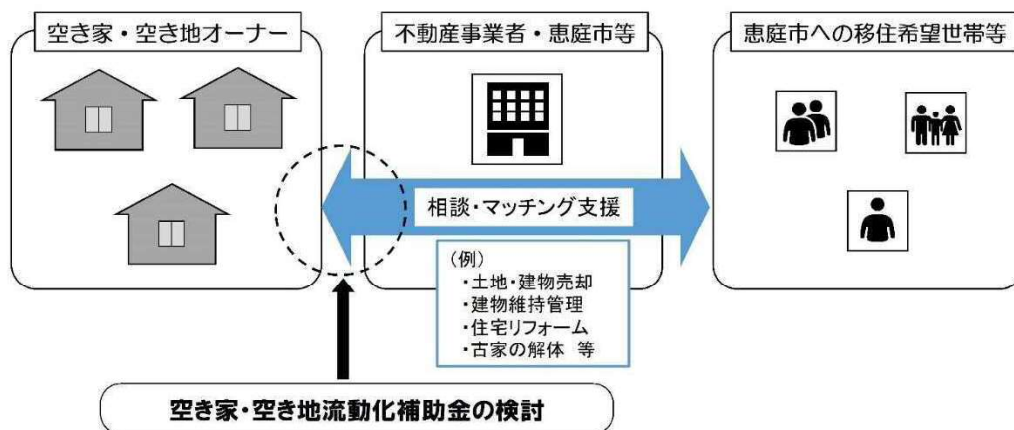 空き家・空き地オーナー
不動産事業者・恵庭市等
恵庭市への移住希望世帯等
相談・マッチング支援
(例)
・土地・建物売却
・建物維持管理
・住宅リフォーム
・古家の解体 等
空き家・空き地流動化補助金の検討